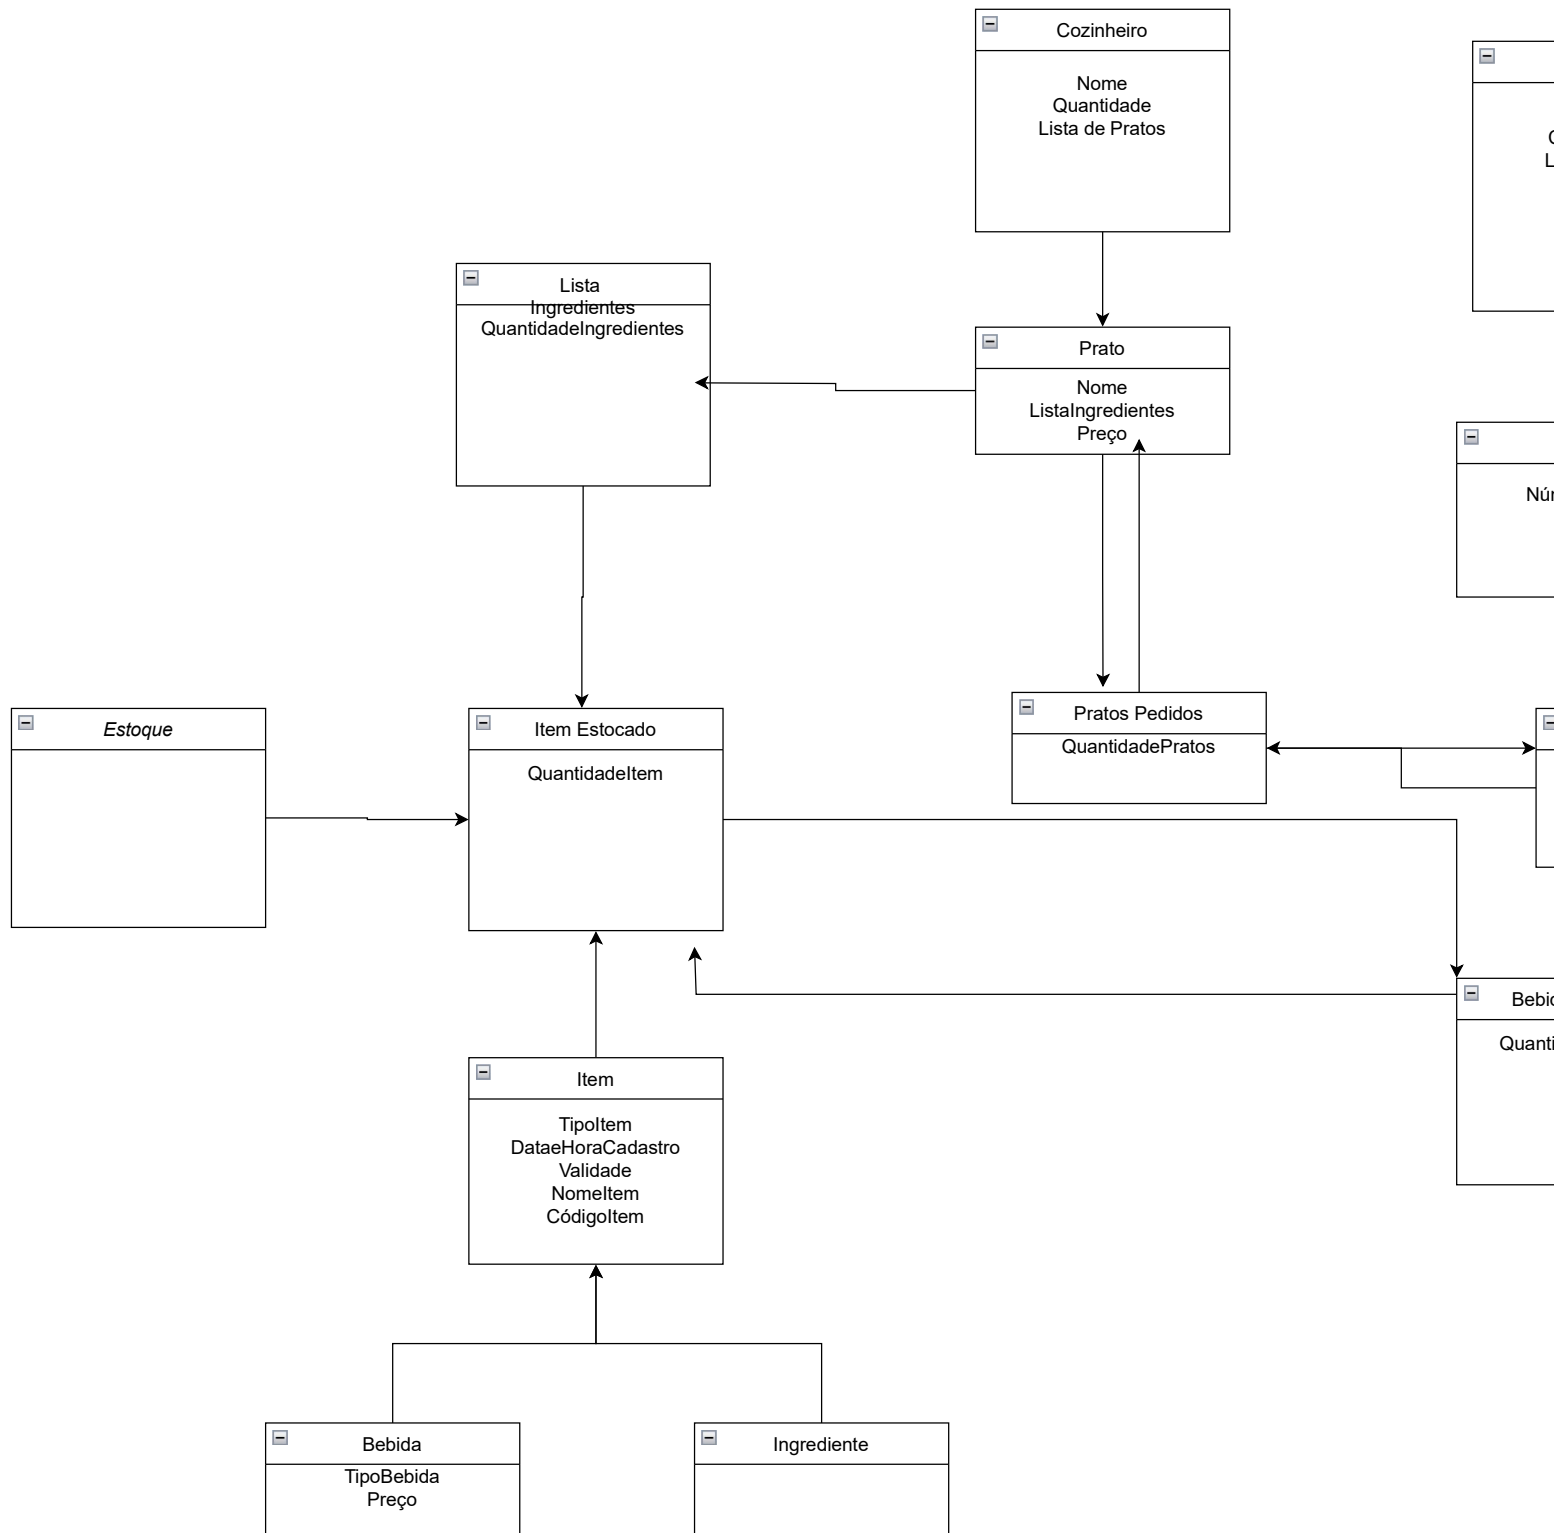 Cozinheiro
Nome
Quantidade
Lista de Pratos
Lista
Ingredientes
QuantidadeIngredientes
Prato
Nome
ListaIngredientes
Preço
Estoque
Item Estocado
QuantidadeItem
Pratos Pedidos
QuantidadePratos
Item
TipoItem
DataeHoraCadastro
Validade
NomeItem
CódigoItem
Bebida
TipoBebida
Preço
Ingrediente